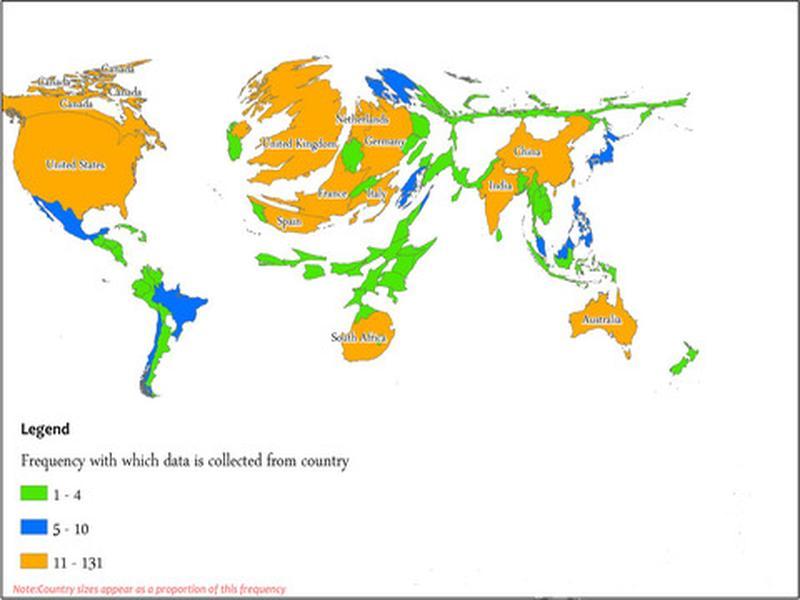 Canada
Canada
Canada
Canada
Netherlands
United Kingdom
Germany
China
United States
India
France
Italy
Spain
Australia
South Africa
Legend
Frequency with which data is collected from country
1 - 4
5 - 10
11 - 131
Note:Country sizes appear as a proportion of this frequency